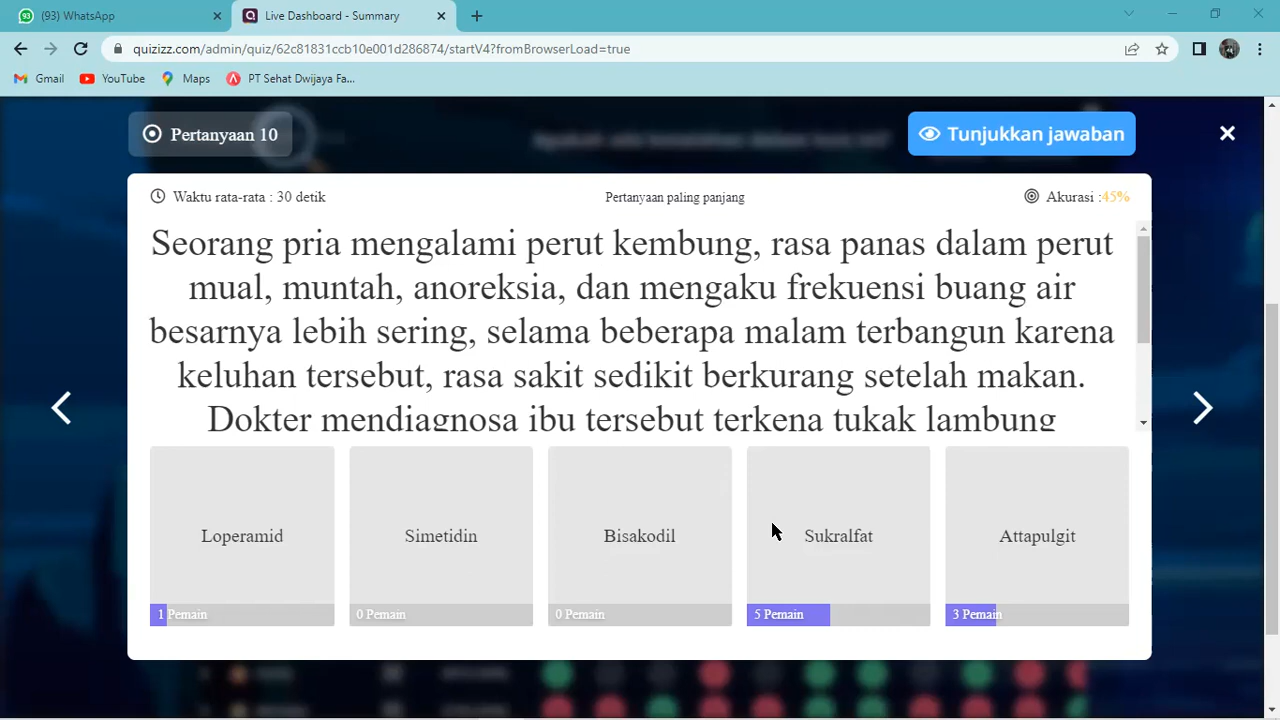 (93) WhatsApp
Live Dashboard - Summary
quizizz.com/admin/quiz/62c81831ccb10e001d286874/startV4?fromBrowserLoad=true
Gmail YouTube Maps PT Sehat Dwijaya Fa...
Pertanyaan 10
Tunjukkan jawaban
Waktu rata-rata : 30 detik
Pertanyaan paling panjang
Akurasi :45%
Seorang pria mengalami perut kembung, rasa panas dalam perut
mual, muntah, anoreksia, dan mengaku frekuensi buang air
besarnya lebih sering, selama beberapa malam terbangun karena
keluhan tersebut, rasa sakit sedikit berkurang setelah makan.
Dokter mendiagnosa ibu tersebut terkena tukak lambung
Loperamid
Simetidin
Bisakodil
Sukralfat
Attapulgit
1 Pemain
0 Pemain
0 Pemain
5 Pemain
3 Pemain